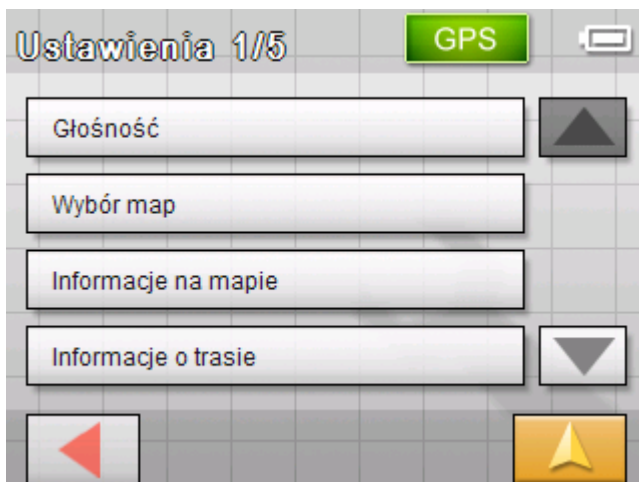 Ustawienia 1/5
GPS
Głośność
Wybór map
Informacje na mapie
Informacje o trasie